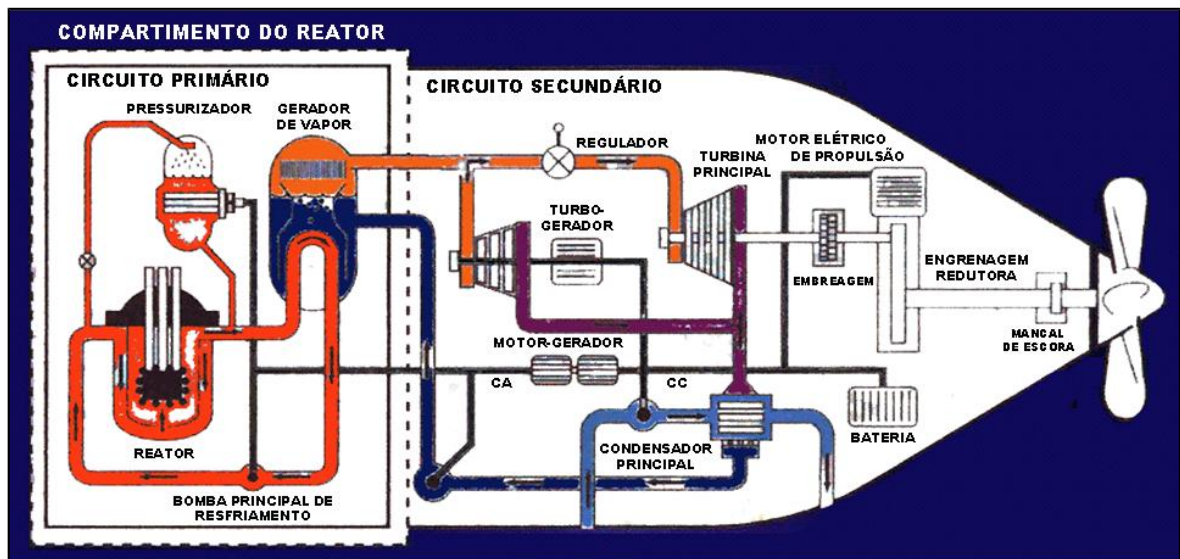 COMPARTIMENTO DO REATOR
CIRCUITO PRIMÁRIO
PRESSURIZADOR
GERADOR
DE VAPOR
REATOR
BOMBA PRINCIPAL DE
RESFRIAMENTO
CIRCUITO SECUNDÁRIO
REGULADOR
TURBINA
PRINCIPAL
MOTOR ELÉTRICO
DE PROPULSÃO
TURBO-
GERADOR
EMBREAGEM
ENGRENAGEM
REDUTORA
MANCAL
DE ESCORA
MOTOR-GERADOR
CA
CC
CONDENSADOR
PRINCIPAL
BATERIA